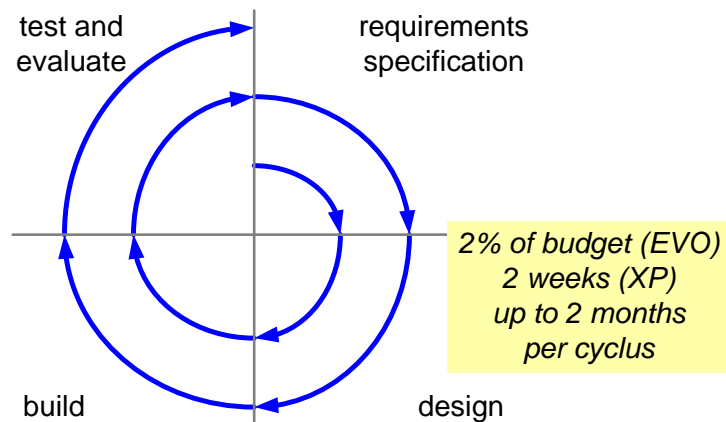 test and
evaluate
requirements
specification
2% of budget (EVO)
2 weeks (XP)
up to 2 months
per cyclus
build
design